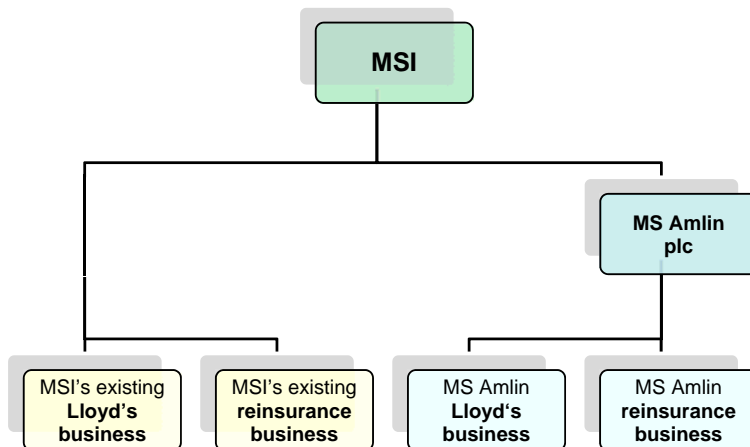 MSI
MS Amlin
plc
MSI's existing
Lloyd's
business
MSI's existing
reinsurance
business
MS Amlin
Lloyd‘s
business
MS Amlin
reinsurance
business